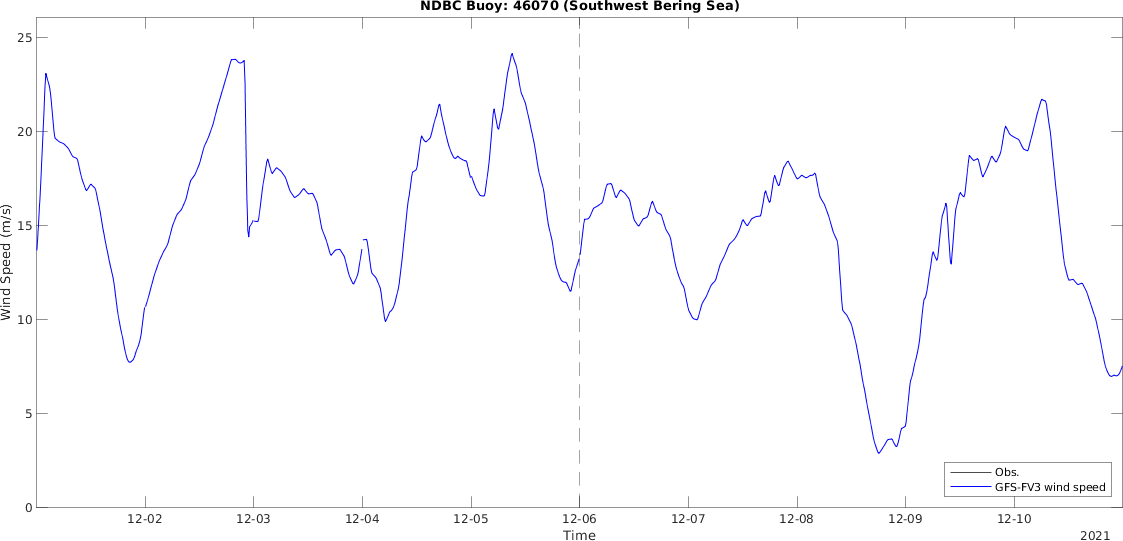 NDBC Buoy: 46070 (Southwest Bering Sea)
25
20
15
10
5
0
Wind Speed (m/s)
Obs.
GFS-FV3 wind speed
12-02 12-03 12-04 12-05 12-06 12-07 12-08 12-09 12-10
Time
2021